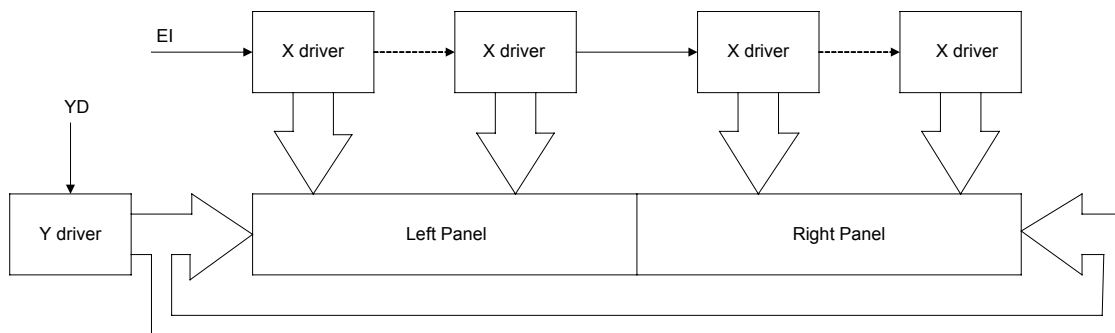 EI
X driver
X driver
X driver
X driver
YD
Y driver
Left Panel
Right Panel